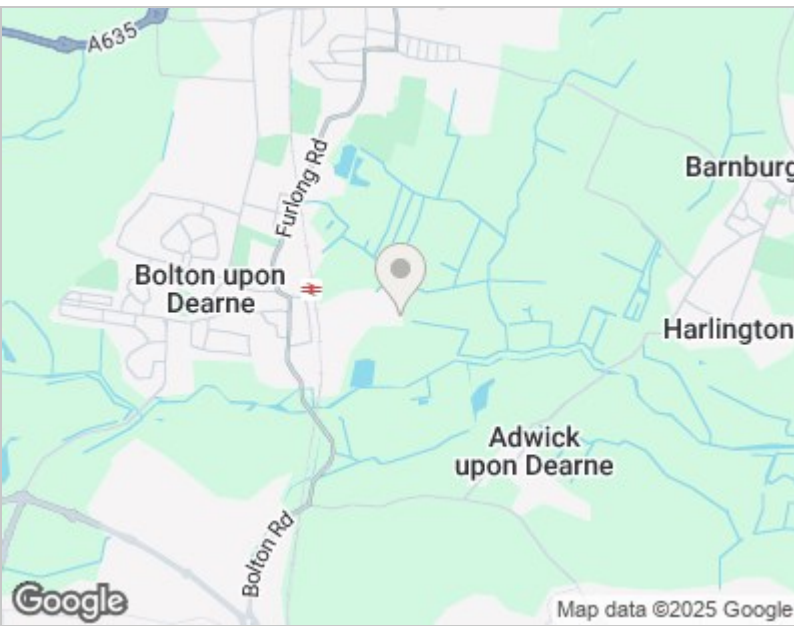 A635
Furlong Rd
Barnburg
Bolton upon
Dearne
Harlington
Adwick
upon Dearne
Bolton Rd
Google
Map data ©2025 Google